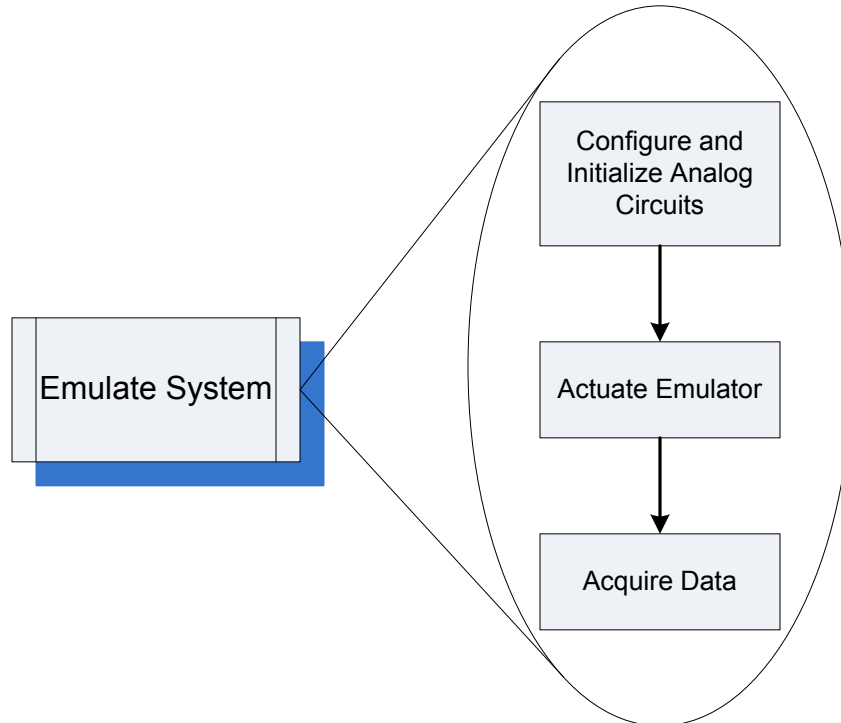 Configure and
Initialize Analog
Circuits
Emulate System
Actuate Emulator
Acquire Data